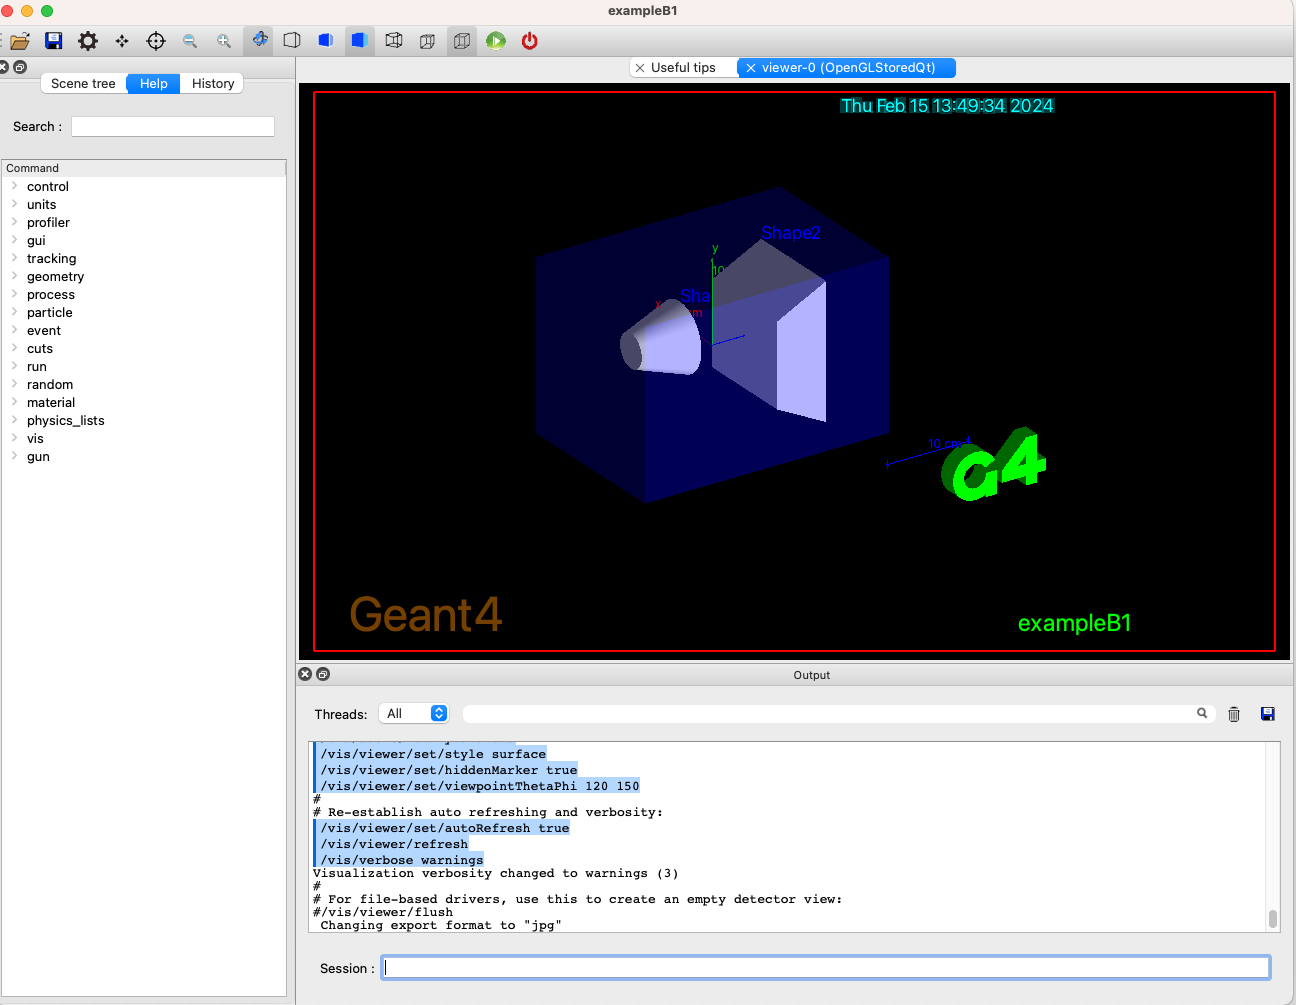 exampleB1
Useful tips
viewer-0 (OpenGLStoredQt)
Scene tree
Help
History
Search :
Command
control
units
profiler
gui
tracking
geometry
process
particle
event
cuts
run
random
material
physics_lists
vis
gun
Thu Feb 15 13:49:34 2024
Shape2
y
10
Sha
x
cm
10 cm
G4
Geant4
exampleB1
Output
Threads:
All
/vis/viewer/set/style surface
/vis/viewer/set/hiddenMarker true
/vis/viewer/set/viewpointThetaPhi 120 150
#
# Re-establish auto refreshing and verbosity:
/vis/viewer/set/autoRefresh true
/vis/viewer/refresh
/vis/verbose warnings
Visualization verbosity changed to warnings (3)
#
# For file-based drivers, use this to create an empty detector view:
#/vis/viewer/flush
Changing export format to "jpg"
Session :